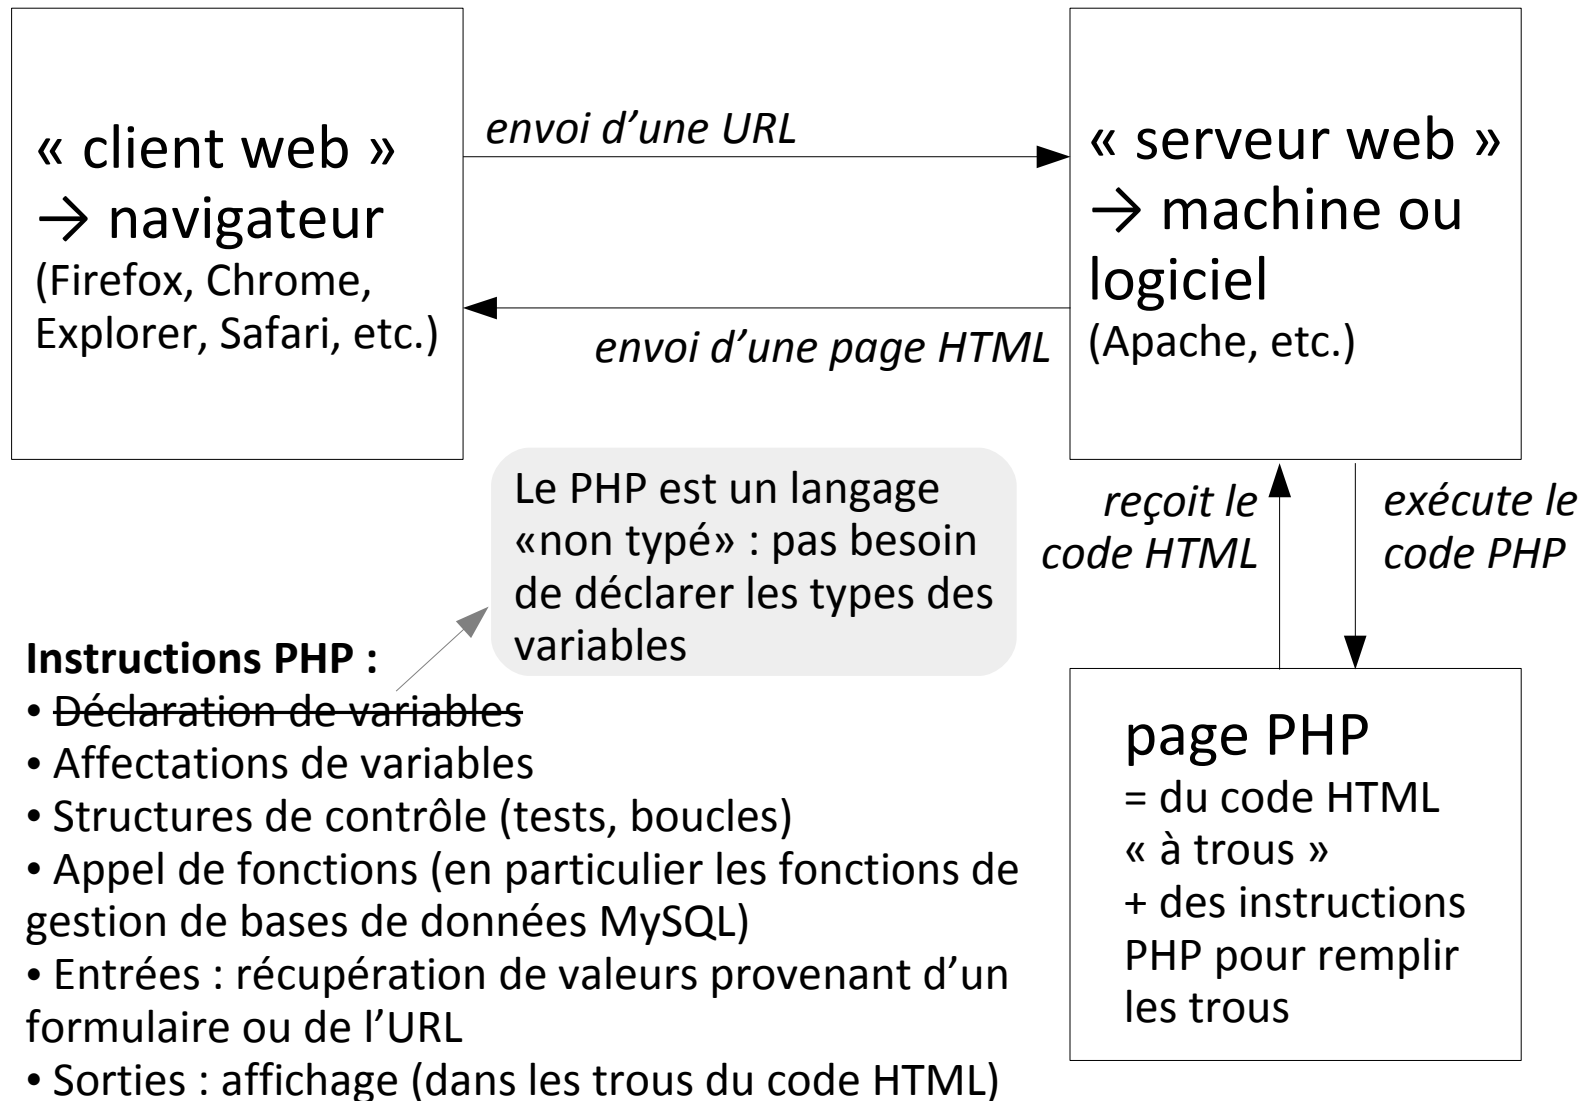 « client web »
→ navigateur
(Firefox, Chrome,
Explorer, Safari, etc.)
envoi d’une URL
envoi d’une page HTML
« serveur web »
→ machine ou
logiciel
(Apache, etc.)
Le PHP est un langage
«non typé» : pas besoin
de déclarer les types des
variables
reçoit le
code HTML
exécute le
code PHP
Instructions PHP :
• Déclaration de variables
• Affectations de variables
• Structures de contrôle (tests, boucles)
• Appel de fonctions (en particulier les fonctions de
gestion de bases de données MySQL)
• Entrées : récupération de valeurs provenant d’un
formulaire ou de l’URL
• Sorties : affichage (dans les trous du code HTML)
page PHP
= du code HTML
« à trous »
+ des instructions
PHP pour remplir
les trous